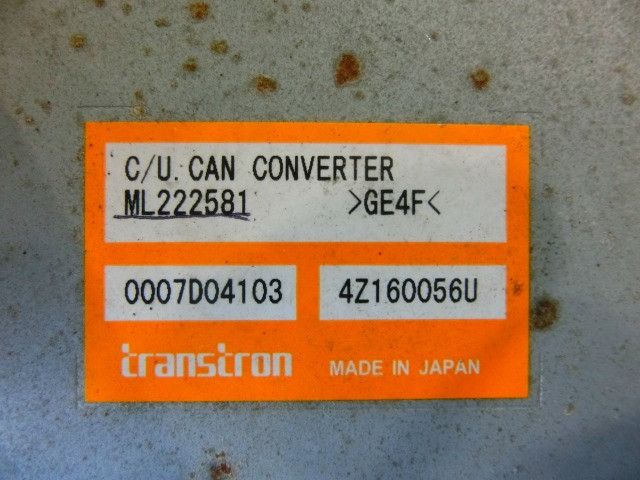 C/U. CAN CONVERTER
ML222581 >GE4F<
0007D04103 4Z160056U
transtron MADE IN JAPAN